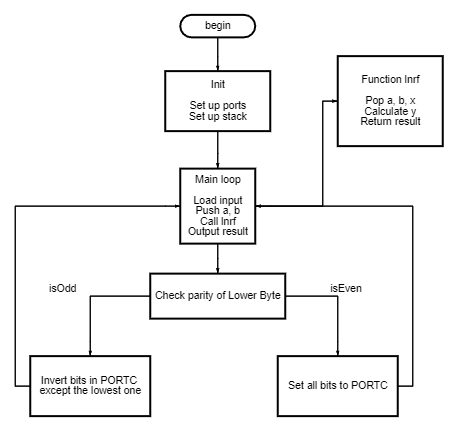 begin
Init
Set up ports
Set up stack
Function lnrf
Pop a, b, x
Calculate y
Return result
Main loop
Load input
Push a, b
Call lnrf
Output result
isOdd
Check parity of Lower Byte
isEven
Invert bits in PORTC
except the lowest one
Set all bits to PORTC